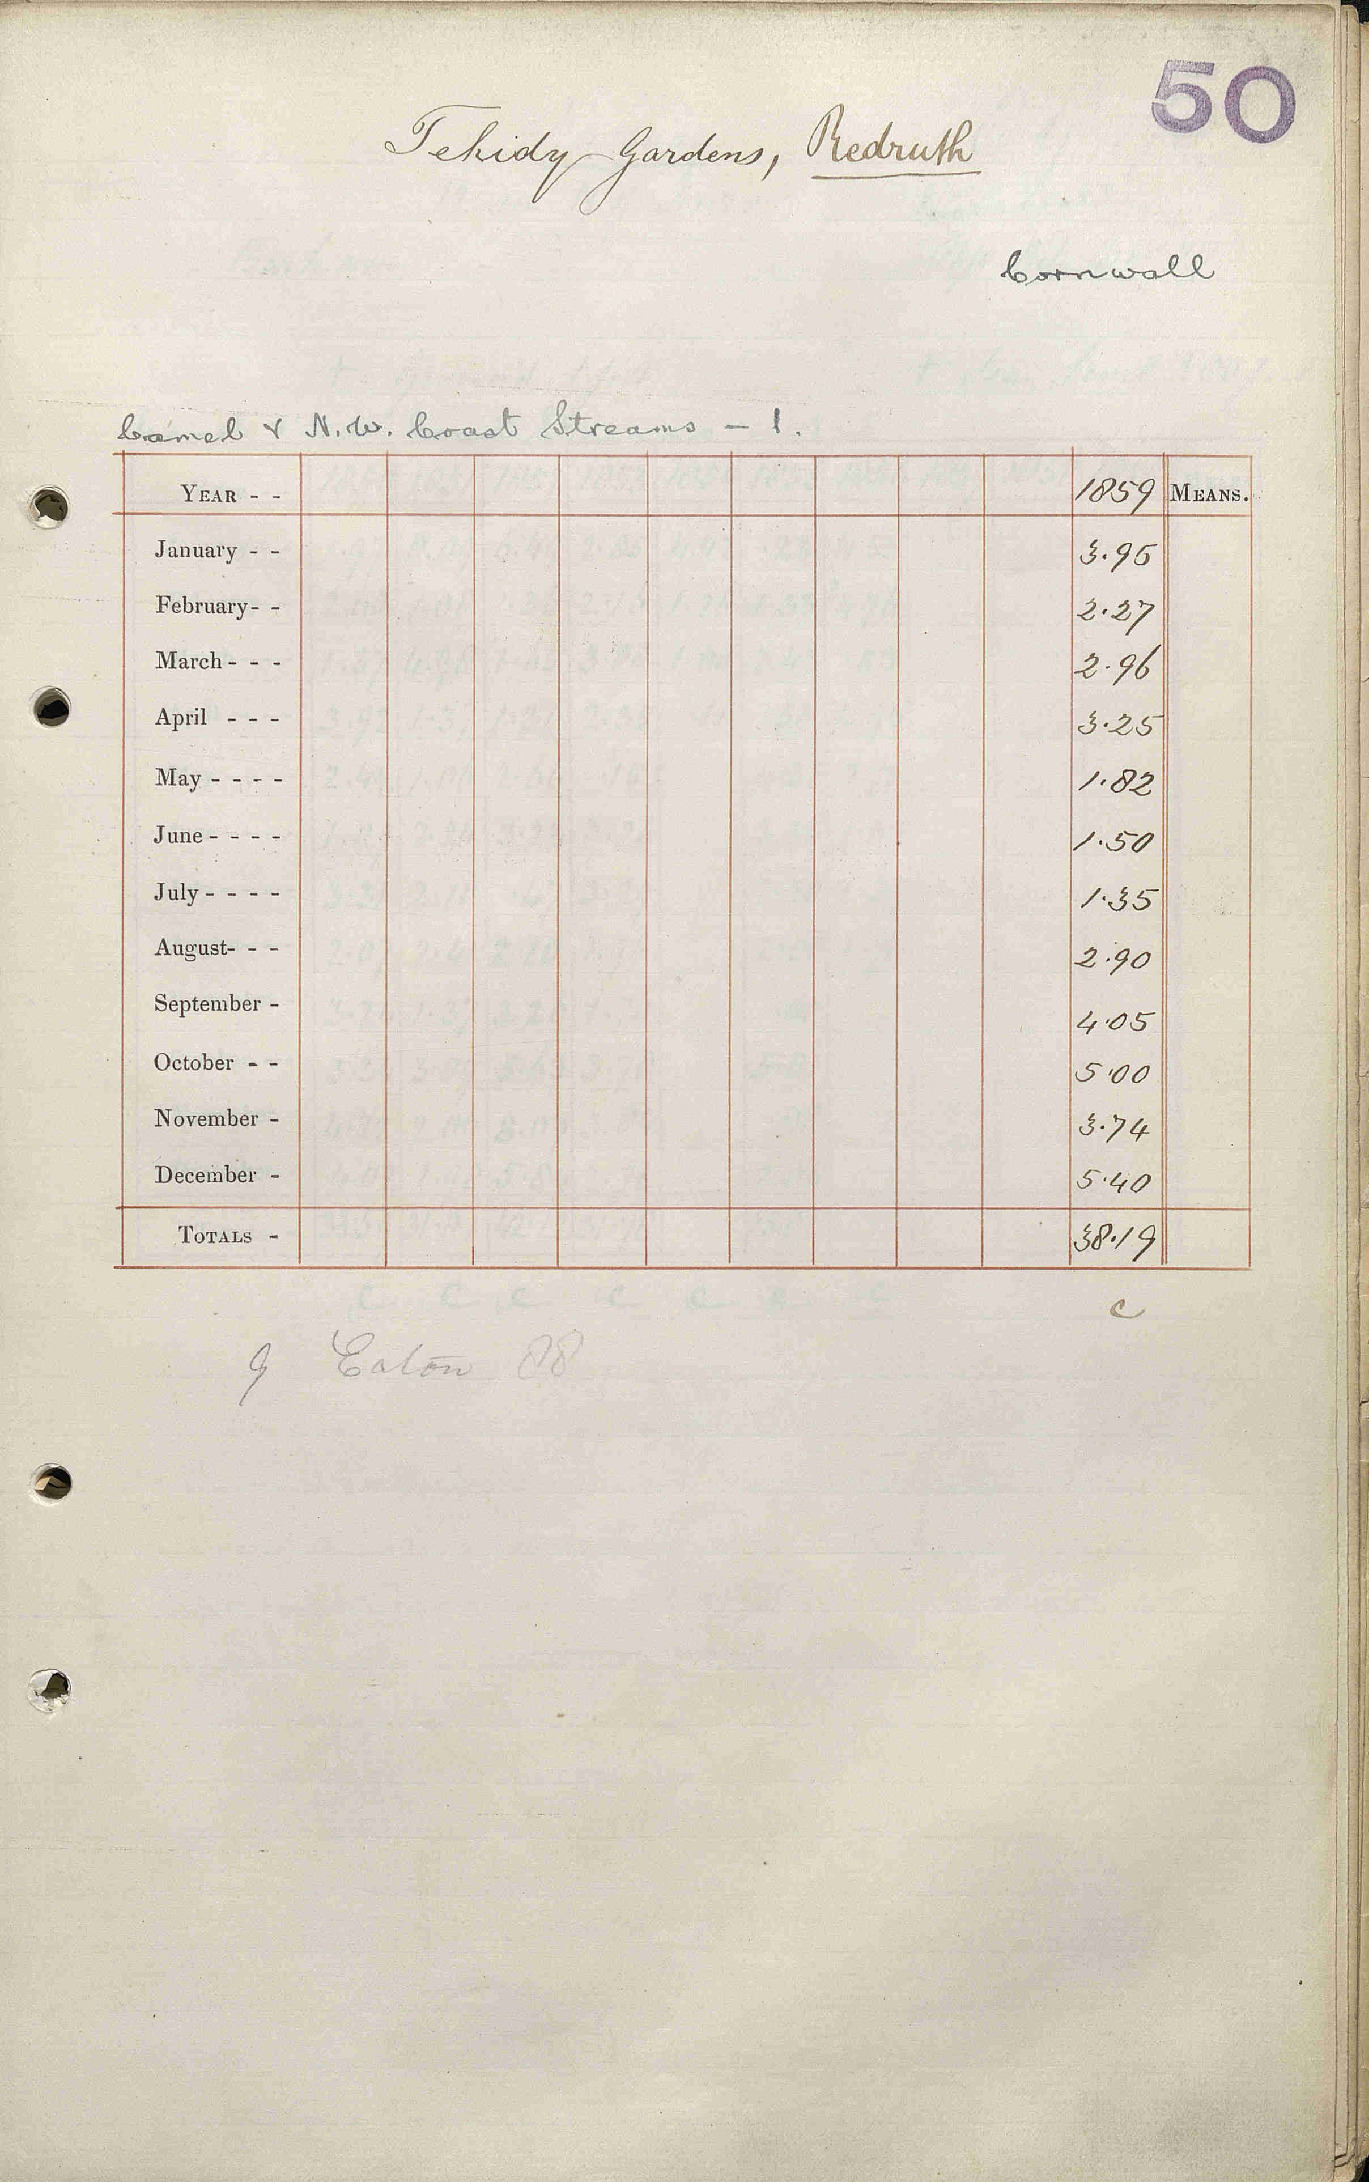 50
Tehidy Gardens, Redruth
Cornwall
Camel & N.W. Coast Streams - 1.
YEAR - - 1859 MEANS.
January - - 3.95
February- - 2.27
March- - - 2.96
April - - - 3.25
May - - - - 1.82
June- - - - 1.50
July- - - - 1.35
August- - - 2.90
September - 4.05
October - - 5.00
November - 3.74
December - 5.40
TOTALS - 38.19
c
Eaton 88